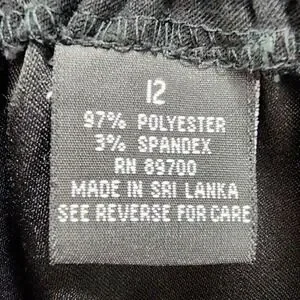 12
97% POLYESTER
3% SPANDEX
RN 89700
MADE IN SRI LANKA
SEE REVERSE FOR CARE